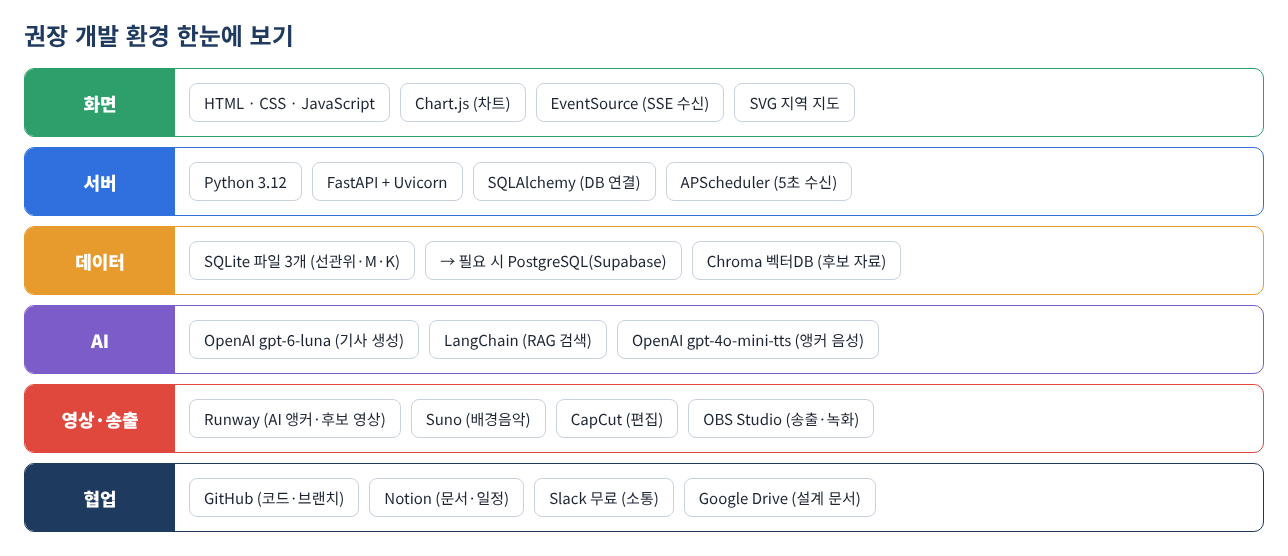 권장 개발 환경 한눈에 보기
화면 HTML · CSS · JavaScript Chart.js (차트) EventSource (SSE 수신) SVG 지역 지도
서버 Python 3.12 FastAPI + Uvicorn SQLAlchemy (DB 연결) APScheduler (5초 수신)
데이터 SQLite 파일 3개 (선관위·M·K) → 필요 시 PostgreSQL(Supabase) Chroma 벡터DB (후보 자료)
AI OpenAI gpt-6-luna (기사 생성) LangChain (RAG 검색) OpenAI gpt-4o-mini-tts (앵커 음성)
영상·송출 Runway (AI 앵커·후보 영상) Suno (배경음악) CapCut (편집) OBS Studio (송출·녹화)
협업 GitHub (코드·브랜치) Notion (문서·일정) Slack 무료 (소통) Google Drive (설계 문서)